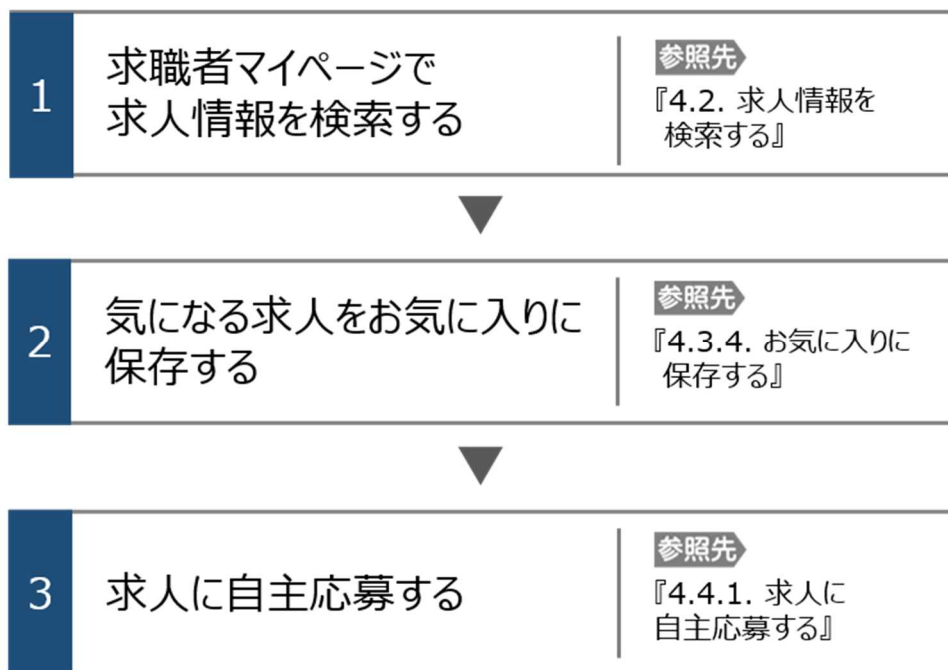 1
求職者マイページで
求人情報を検索する
参照先
『4.2. 求人情報を
検索する』
2
気になる求人をお気に入りに
保存する
参照先
『4.3.4. お気に入りに
保存する』
3
求人に自主応募する
参照先
『4.4.1. 求人に
自主応募する』